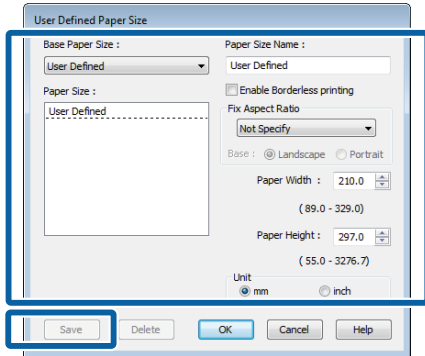 User Defined Paper Size
Base Paper Size :
User Defined
Paper Size :
User Defined
Paper Size Name :
User Defined
Enable Borderless printing
Fix Aspect Ratio
Not Specify
Base : Landscape Portrait
Paper Width : 210.0
( 89.0 - 329.0)
Paper Height : 297.0
( 55.0 - 3276.7)
Unit
mm inch
Save Delete OK Cancel Help